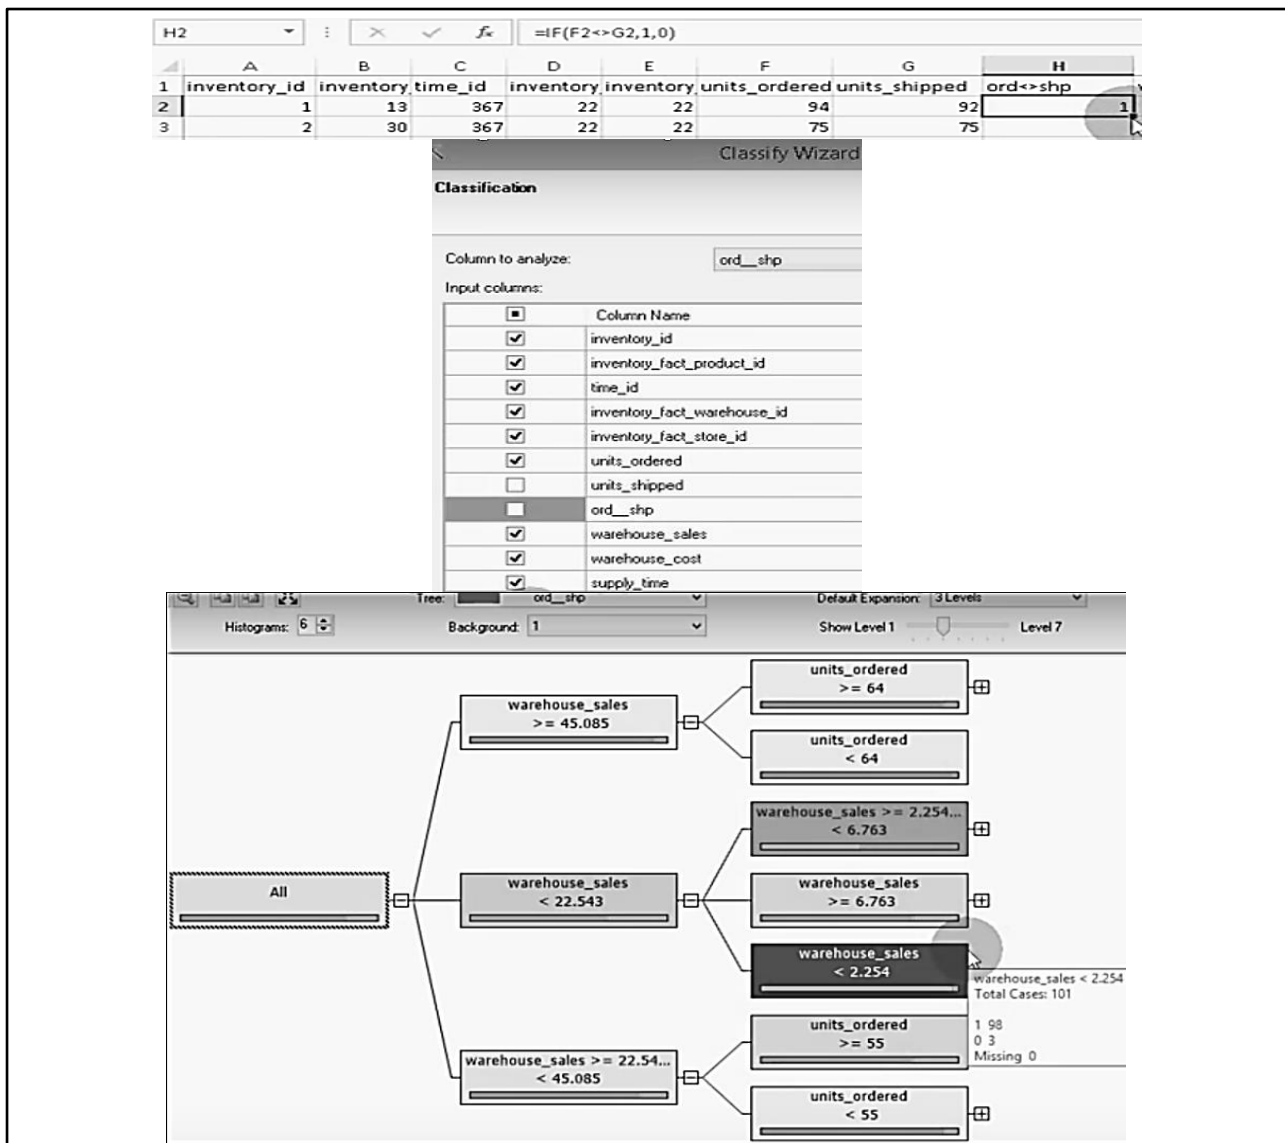 H2 fx =IF(F2<>G2,1,0)
A B C D E F G H
1 inventory_id inventory_ time_id inventory_ inventory_ units_ordered units_shipped ord<>shp
2 1 13 367 22 22 94 92 1
3 2 30 367 22 22 75 75
Classify Wizard
Classification
Column to analyze: ord__shp
Input columns:
Column Name
inventory_id
inventory_fact_product_id
time_id
inventory_fact_warehouse_id
inventory_fact_store_id
units_ordered
units_shipped
ord__shp
warehouse_sales
warehouse_cost
supply_time
Tree: ord__shp Default Expansion: 3 Levels
Histograms: 6 Background: 1 Show Level 1 Level 7
units_ordered
>= 64
warehouse_sales
>= 45.085
units_ordered
< 64
warehouse_sales >= 2.254...
< 6.763
All
warehouse_sales
< 22.543
warehouse_sales
>= 6.763
warehouse_sales
< 2.254
warehouse_sales < 2.254
Total Cases: 101
1 98
0 3
Missing 0
units_ordered
>= 55
warehouse_sales >= 22.54...
< 45.085
units_ordered
< 55